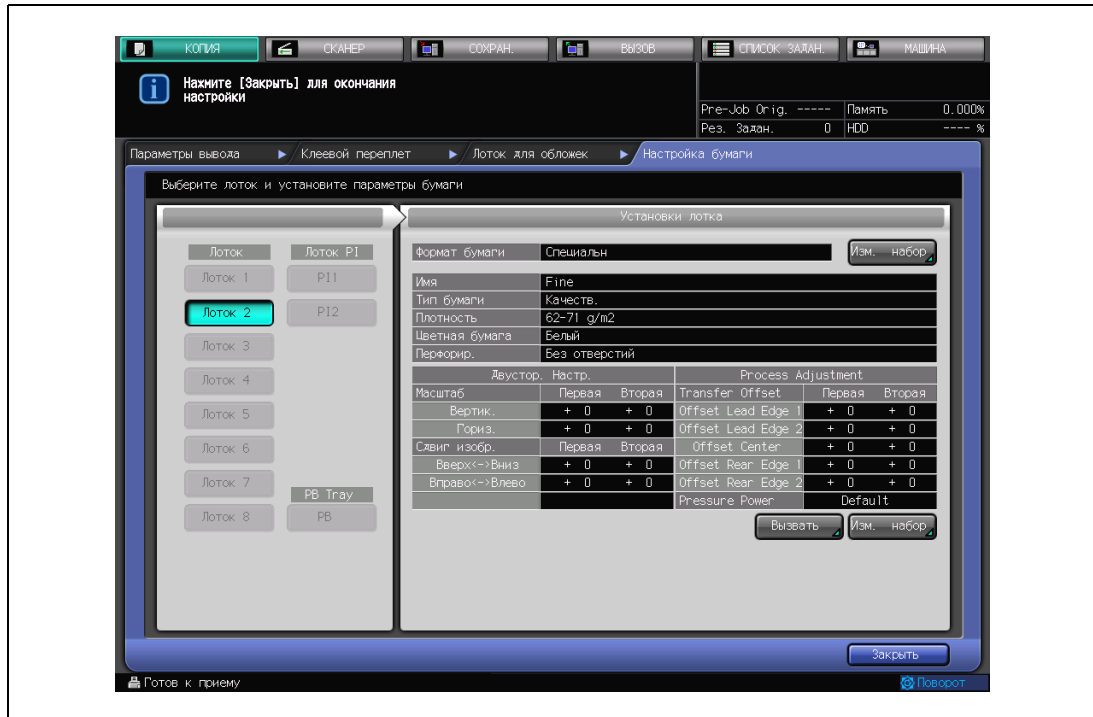 КОПИЯ СКАНЕР СОХРАН. ВЫЗОВ СПИСОК ЗАДАН. МАШИНА
Нажмите [Закрыть] для окончания
настройки
Pre-Job Orig. ----- Память 0.000%
Рез. Задан. 0 HDD ---- %
Параметры вывода Клеевой переплет Лоток для обложек Настройка бумаги
Выберите лоток и установите параметры бумаги
Установки лотка
Лоток Лоток PI
Лоток 1 PI1
Лоток 2 PI2
Лоток 3
Лоток 4
Лоток 5
Лоток 6
Лоток 7
PB Tray
Лоток 8 PB
Формат бумаги Специальн Изм. набор
Имя Fine
Тип бумаги Качеств.
Плотность 62-71 g/m2
Цветная бумага Белый
Перфорир. Без отверстий
Двустор. Настр. Process Adjustment
Масштаб Первая Вторая Transfer Offset Первая Вторая
Вертик. + 0 + 0 Offset Lead Edge 1 + 0 + 0
Гориз. + 0 + 0 Offset Lead Edge 2 + 0 + 0
Сдвиг изобр. Первая Вторая Offset Center + 0 + 0
Вверх<->Вниз + 0 + 0 Offset Rear Edge 1 + 0 + 0
Вправо<->Влево + 0 + 0 Offset Rear Edge 2 + 0 + 0
Pressure Power Default
Вызвать Изм. набор
Закрыть
Готов к приему Поворот